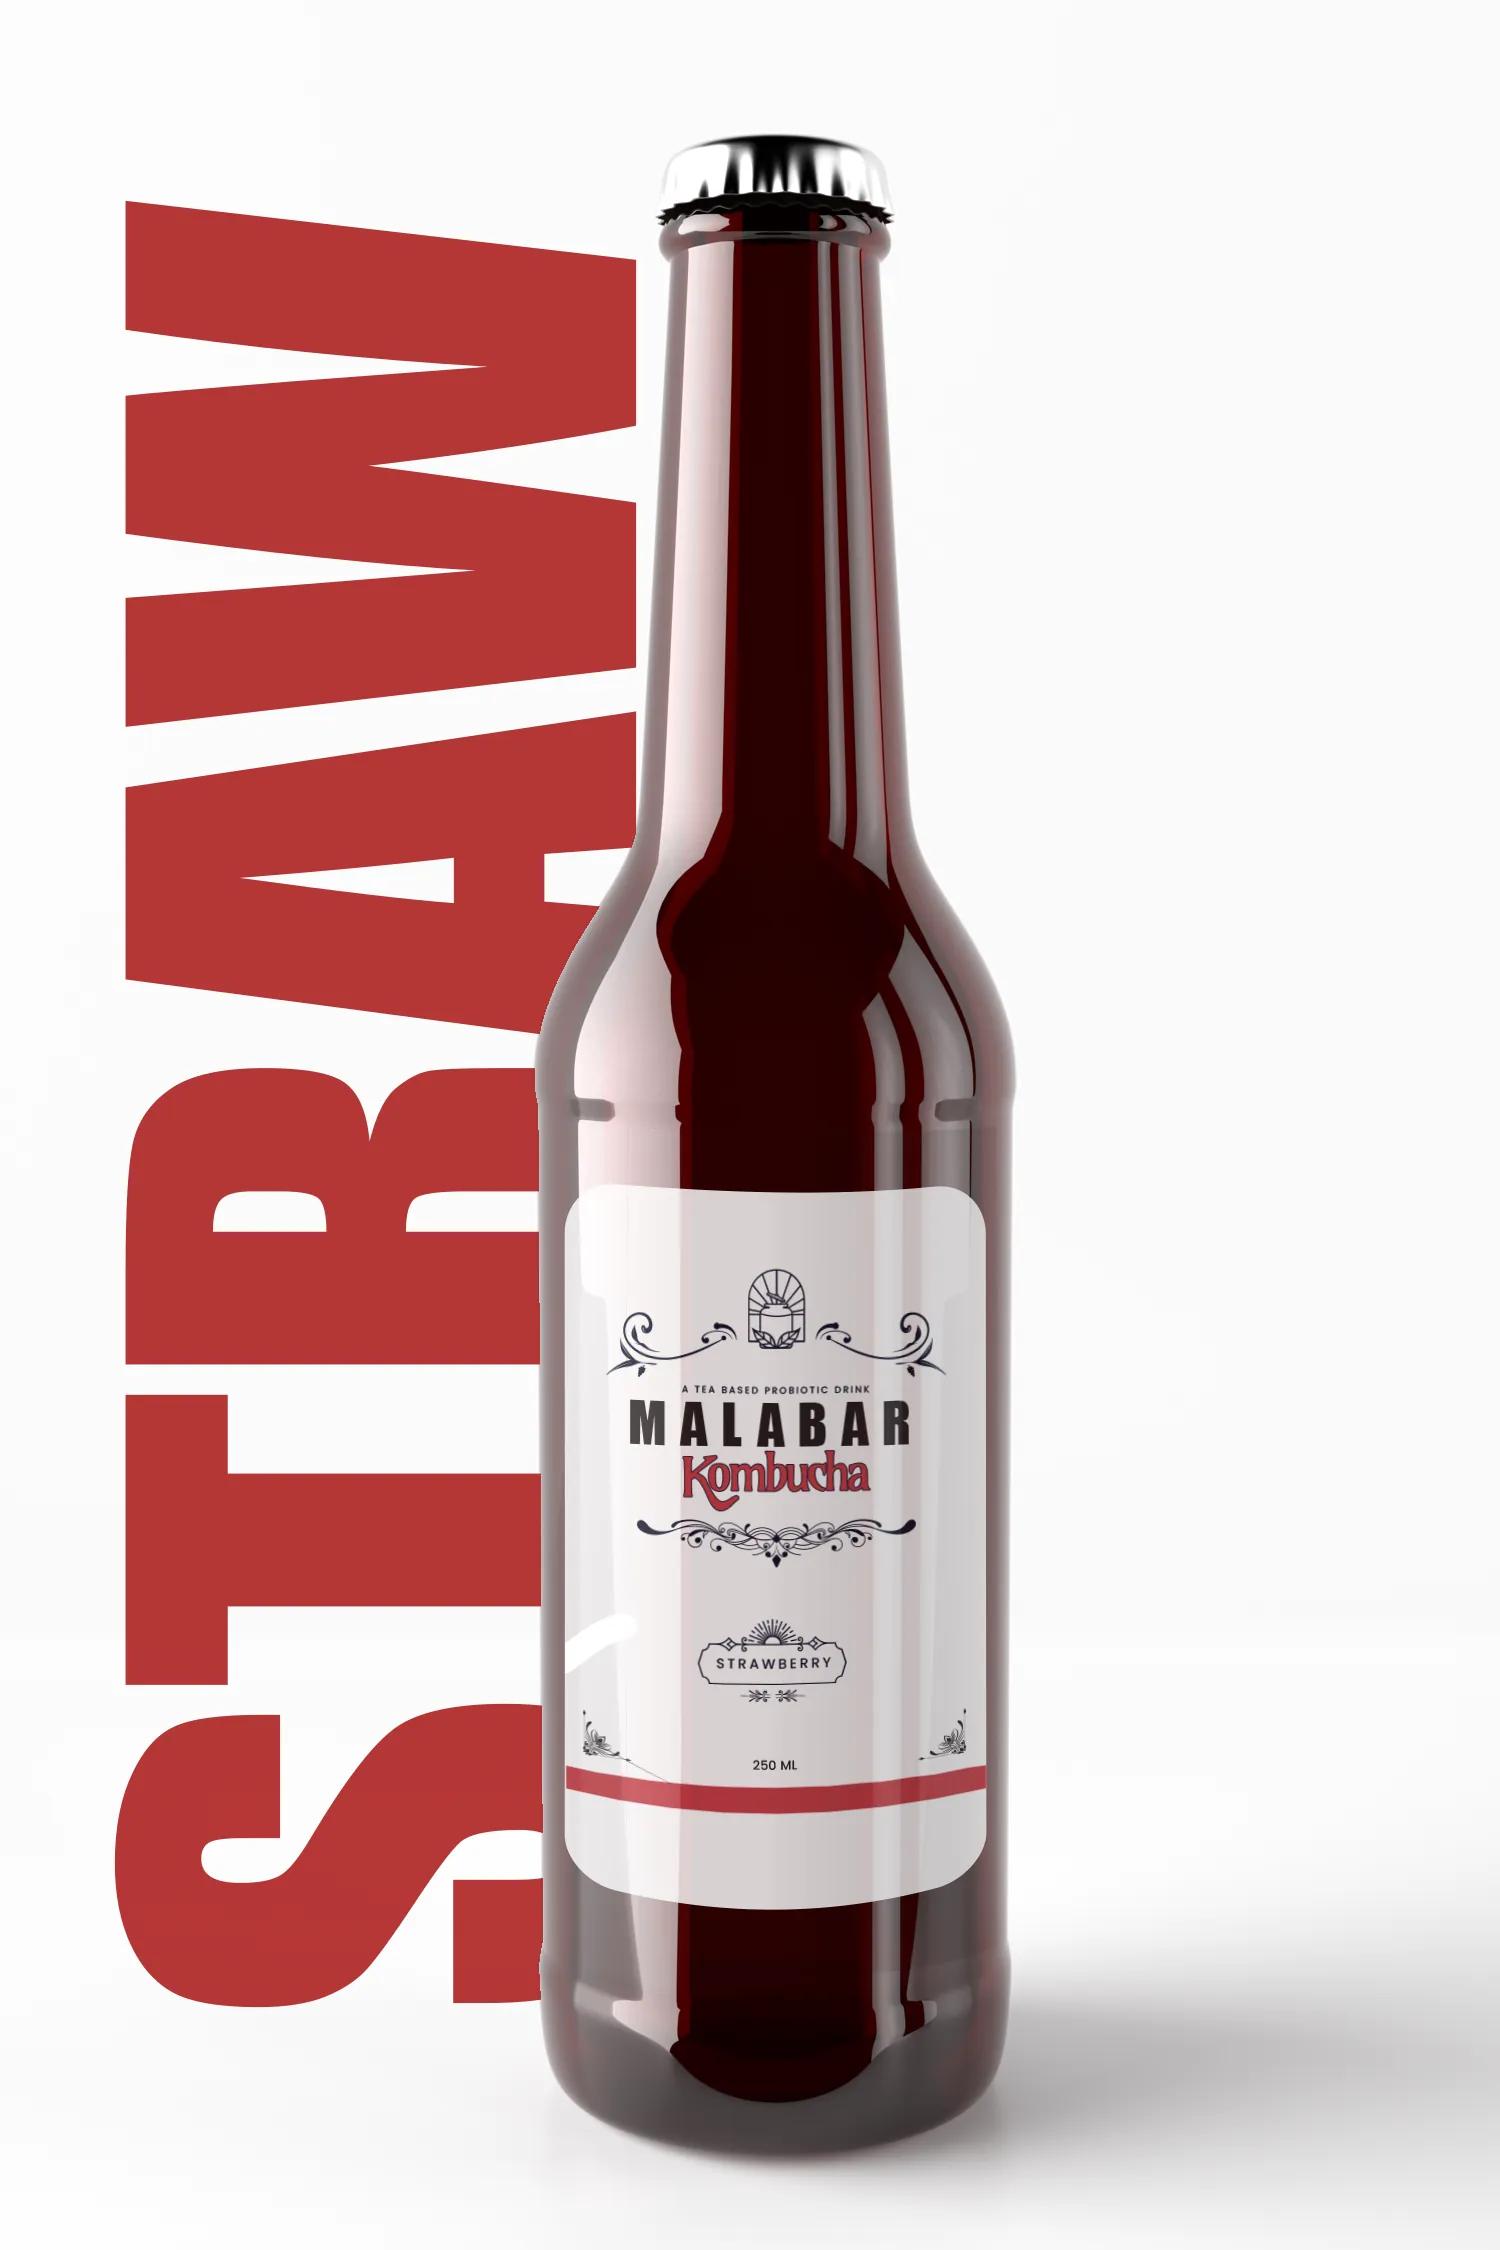 STRAW
A TEA BASED PROBIOTIC DRINK
MALABAR
Kombucha
STRAWBERRY
250 ML